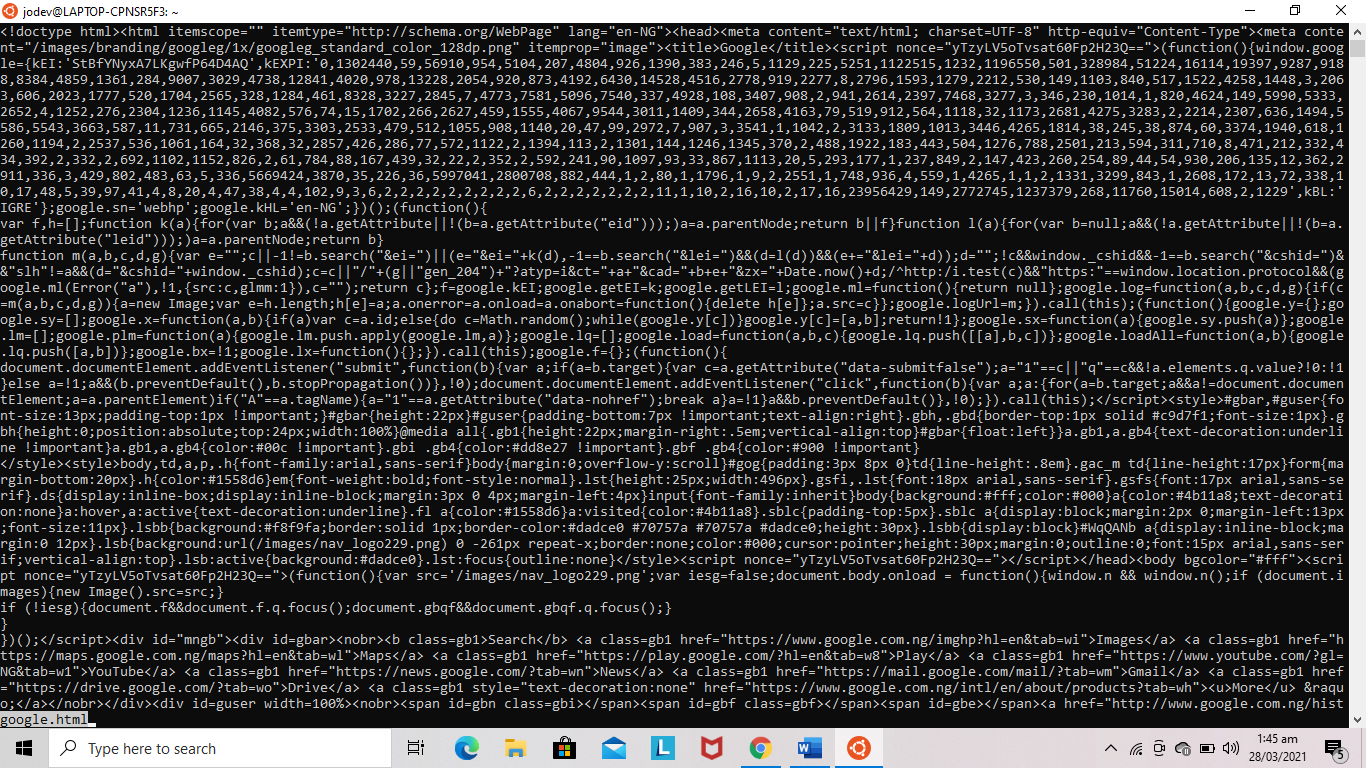 jodev@LAPTOP-CPNSR5F3: ~
<!doctype html><html itemscope="" itemtype="http://schema.org/WebPage" lang="en-NG"><head><meta content="text/html; charset=UTF-8" http-equiv="Content-Type"><meta conte
nt="/images/branding/googleg/1x/googleg_standard_color_128dp.png" itemprop="image"><title>Google</title><script nonce="yTzyLV5oTvsat60Fp2H23Q==">(function(){window.goog
le={kEI:'StBfYNyxA7LKgwfP64D4AQ',kEXPI:'0,1302440,59,56910,954,5104,207,4804,926,1390,383,246,5,1129,225,5251,1122515,1232,1196550,501,328984,51224,16114,19397,9287,918
8,8384,4859,1361,284,9007,3029,4738,12841,4020,978,13228,2054,920,873,4192,6430,14528,4516,2778,919,2277,8,2796,1593,1279,2212,530,149,1103,840,517,1522,4258,1448,3,206
3,606,2023,1777,520,1704,2565,328,1284,461,8328,3227,2845,7,4773,7581,5096,7540,337,4928,108,3407,908,2,941,2614,2397,7468,3277,3,346,230,1014,1,820,4624,149,5990,5333,
2652,4,1252,276,2304,1236,1145,4082,576,74,15,1702,266,2627,459,1555,4067,9544,3011,1409,344,2658,4163,79,519,912,564,1118,32,1173,2681,4275,3283,2,2214,2307,636,1494,5
586,5543,3663,587,11,731,665,2146,375,3303,2533,479,512,1055,908,1140,20,47,99,2972,7,907,3,3541,1,1042,2,3133,1809,1013,3446,4265,1814,38,245,38,874,60,3374,1940,618,1
260,1194,2,2537,536,1061,164,32,368,32,2857,426,286,77,572,1122,2,1394,113,2,1301,144,1246,1345,370,2,488,1922,183,443,504,1276,788,2501,213,594,311,710,8,471,212,332,4
34,392,2,332,2,692,1102,1152,826,2,61,784,88,167,439,32,22,2,352,2,592,241,90,1097,93,33,867,1113,20,5,293,177,1,237,849,2,147,423,260,254,89,44,54,930,206,135,12,362,2
911,336,3,429,802,483,63,5,336,5669424,3870,35,226,36,5997041,2800708,882,444,1,2,80,1,1796,1,9,2,2551,1,748,936,4,559,1,4265,1,1,2,1331,3299,843,1,2608,172,13,72,338,1
0,17,48,5,39,97,41,4,8,20,4,47,38,4,4,102,9,3,6,2,2,2,2,2,2,2,2,2,6,2,2,2,2,2,2,2,11,1,10,2,16,10,2,17,16,23956429,149,2772745,1237379,268,11760,15014,608,2,1229',kBL:'
IGRE'};google.sn='webhp';google.kHL='en-NG';})();(function(){
var f,h=[];function k(a){for(var b;a&&(!a.getAttribute||!(b=a.getAttribute("eid")));)a=a.parentNode;return b||f}function l(a){for(var b=null;a&&(!a.getAttribute||!(b=a.
getAttribute("leid")));)a=a.parentNode;return b}
function m(a,b,c,d,g){var e="";c||-1!=b.search("&ei=")||(e="&ei="+k(d),-1==b.search("&lei=")&&(d=l(d))&&(e+="&lei="+d));d="";!c&&window._cshid&&-1==b.search("&cshid=")&
&"slh"!=a&&(d="&cshid="+window._cshid);c=c||"/"+(g||"gen_204")+"?atyp=i&ct="+a+"&cad="+b+e+"&zx="+Date.now()+d;/^http:/i.test(c)&&"https:"==window.location.protocol&&(g
oogle.ml(Error("a"),!1,{src:c,glmm:1}),c="");return c};f=google.kEI;google.getEI=k;google.getLEI=l;google.ml=function(){return null};google.log=function(a,b,c,d,g){if(c
=m(a,b,c,d,g)){a=new Image;var e=h.length;h[e]=a;a.onerror=a.onload=a.onabort=function(){delete h[e]};a.src=c}};google.logUrl=m;}).call(this);(function(){google.y={};go
ogle.sy=[];google.x=function(a,b){if(a)var c=a.id;else{do c=Math.random();while(google.y[c])}google.y[c]=[a,b];return!1};google.sx=function(a){google.sy.push(a)};google
.lm=[];google.plm=function(a){google.lm.push.apply(google.lm,a)};google.lq=[];google.load=function(a,b,c){google.lq.push([[a],b,c])};google.loadAll=function(a,b){google
.lq.push([a,b])};google.bx=!1;google.lx=function(){};}).call(this);google.f={};(function(){
document.documentElement.addEventListener("submit",function(b){var a;if(a=b.target){var c=a.getAttribute("data-submitfalse");a="1"==c||"q"==c&&!a.elements.q.value?!0:!1
}else a=!1;a&&(b.preventDefault(),b.stopPropagation())},!0);document.documentElement.addEventListener("click",function(b){var a;a:{for(a=b.target;a&&a!=document.documen
tElement;a=a.parentElement)if("A"==a.tagName){a="1"==a.getAttribute("data-nohref");break a}a=!1}a&&b.preventDefault()},!0);}).call(this);</script><style>#gbar,#guser{fo
nt-size:13px;padding-top:1px !important;}#gbar{height:22px}#guser{padding-bottom:7px !important;text-align:right}.gbh,.gbd{border-top:1px solid #c9d7f1;font-size:1px}.g
bh{height:0;position:absolute;top:24px;width:100%}@media all{.gb1{height:22px;margin-right:.5em;vertical-align:top}#gbar{float:left}}a.gb1,a.gb4{text-decoration:underli
ne !important}a.gb1,a.gb4{color:#00c !important}.gbi .gb4{color:#dd8e27 !important}.gbf .gb4{color:#900 !important}
</style><style>body,td,a,p,.h{font-family:arial,sans-serif}body{margin:0;overflow-y:scroll}#gog{padding:3px 8px 0}td{line-height:.8em}.gac_m td{line-height:17px}form{ma
rgin-bottom:20px}.h{color:#1558d6}em{font-weight:bold;font-style:normal}.lst{height:25px;width:496px}.gsfi,.lst{font:18px arial,sans-serif}.gsfs{font:17px arial,sans-se
rif}.ds{display:inline-box;display:inline-block;margin:3px 0 4px;margin-left:4px}input{font-family:inherit}body{background:#fff;color:#000}a{color:#4b11a8;text-decorati
on:none}a:hover,a:active{text-decoration:underline}.fl a{color:#1558d6}a:visited{color:#4b11a8}.sblc{padding-top:5px}.sblc a{display:block;margin:2px 0;margin-left:13px
;font-size:11px}.lsbb{background:#f8f9fa;border:solid 1px;border-color:#dadce0 #70757a #70757a #dadce0;height:30px}.lsbb{display:block}#WqQANb a{display:inline-block;ma
rgin:0 12px}.lsb{background:url(/images/nav_logo229.png) 0 -261px repeat-x;border:none;color:#000;cursor:pointer;height:30px;margin:0;outline:0;font:15px arial,sans-ser
if;vertical-align:top}.lsb:active{background:#dadce0}.lst:focus{outline:none}</style><script nonce="yTzyLV5oTvsat60Fp2H23Q=="></script></head><body bgcolor="#fff"><scri
pt nonce="yTzyLV5oTvsat60Fp2H23Q==">(function(){var src='/images/nav_logo229.png';var iesg=false;document.body.onload = function(){window.n && window.n();if (document.i
mages){new Image().src=src;}
if (!iesg){document.f&&document.f.q.focus();document.gbqf&&document.gbqf.q.focus();}
}
})();</script><div id="mngb"><div id=gbar><nobr><b class=gb1>Search</b> <a class=gb1 href="https://www.google.com.ng/imghp?hl=en&tab=wi">Images</a> <a class=gb1 href="h
ttps://maps.google.com.ng/maps?hl=en&tab=wl">Maps</a> <a class=gb1 href="https://play.google.com/?hl=en&tab=w8">Play</a> <a class=gb1 href="https://www.youtube.com/?gl=
NG&tab=w1">YouTube</a> <a class=gb1 href="https://news.google.com/?tab=wn">News</a> <a class=gb1 href="https://mail.google.com/mail/?tab=wm">Gmail</a> <a class=gb1 href
="https://drive.google.com/?tab=wo">Drive</a> <a class=gb1 style="text-decoration:none" href="https://www.google.com.ng/intl/en/about/products?tab=wh"><u>More</u> &raqu
o;</a></nobr></div><div id=guser width=100%><nobr><span id=gbn class=gbi></span><span id=gbf class=gbf></span><span id=gbe></span><a href="http://www.google.com.ng/hist
google.html
Type here to search
L
W
1:45 am
28/03/2021
5